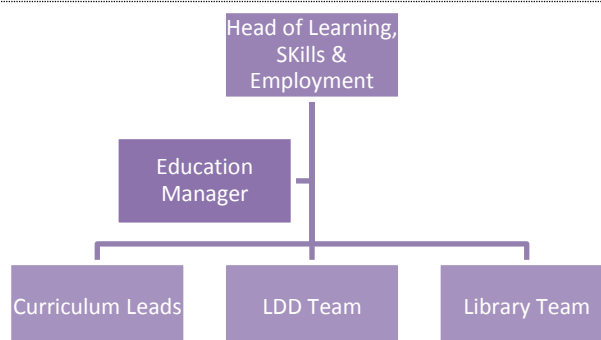 Head of Learning,
SKills &
Employment
Education
Manager
Curriculum Leads
LDD Team
Library Team